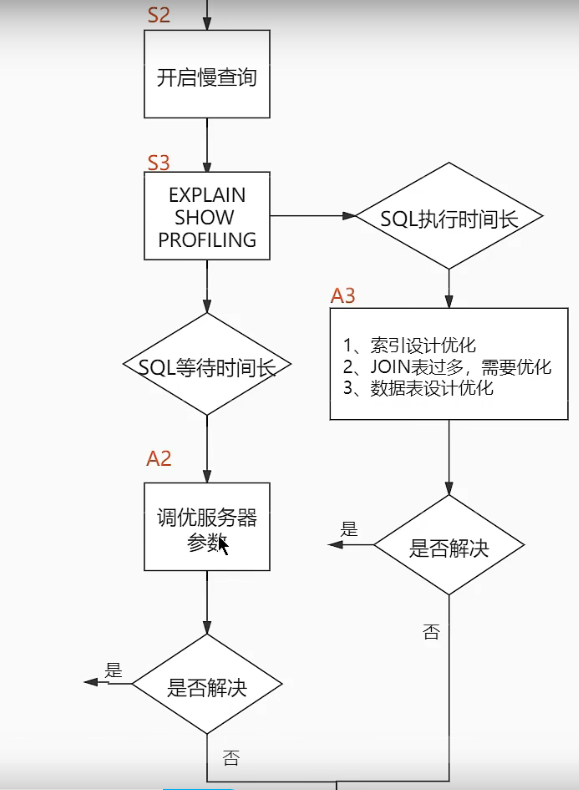 S2
开启慢查询
S3
EXPLAIN
SHOW
PROFILING
SQL执行时间长
A3
1、索引设计优化
2、JOIN表过多，需要优化
3、数据表设计优化
SQL等待时间长
A2
调优服务器
参数
是
是否解决
否
是
是否解决
否